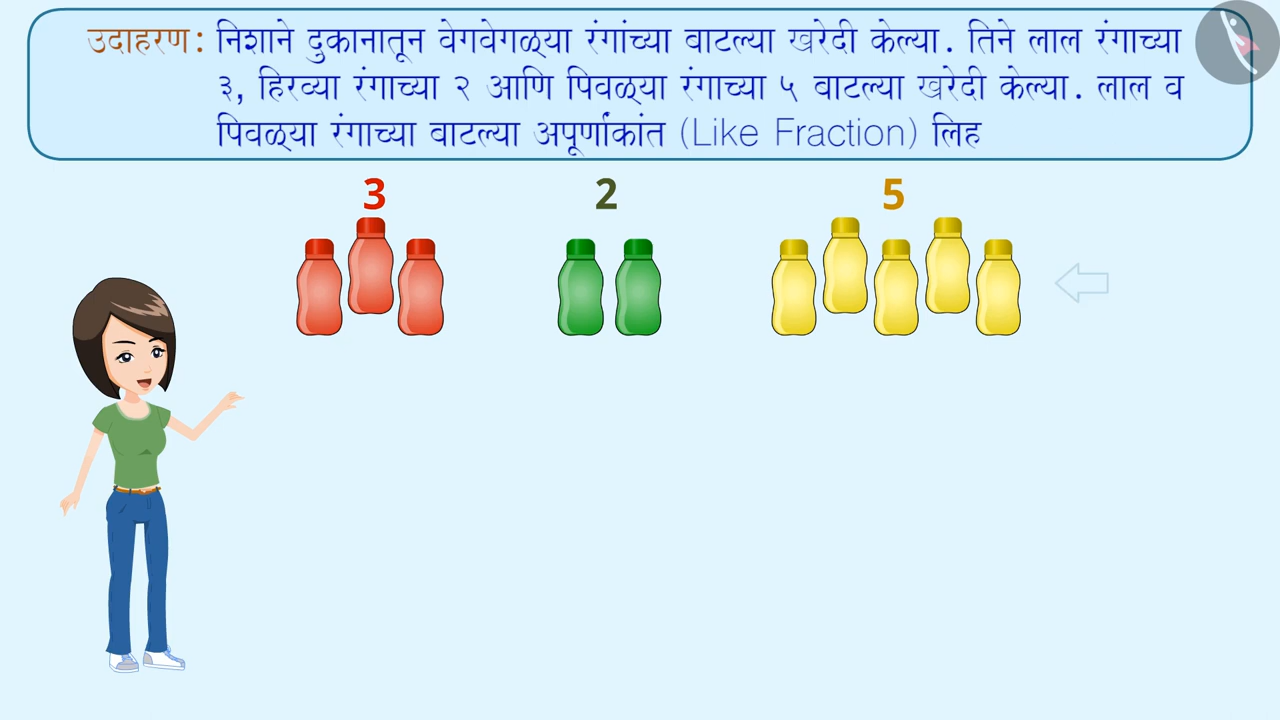 उदाहरण: निशाने दुकानातून वेगवेगळ्या रंगांच्या बाटल्या खरेदी केल्या. तिने लाल रंगाच्या
३, हिरव्या रंगाच्या २ आणि पिवळ्या रंगाच्या ५ बाटल्या खरेदी केल्या. लाल व
पिवळ्या रंगाच्या बाटल्या अपूर्णांकांत (Like Fraction) लिह
3 2 5